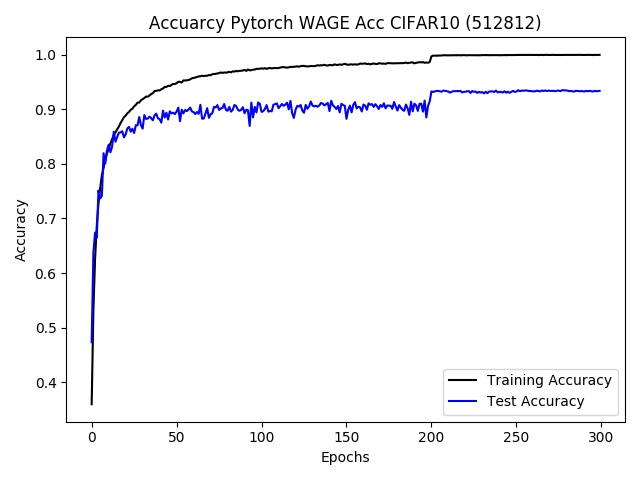 Accuarcy Pytorch WAGE Acc CIFAR10 (512812)
Accuracy
1.0
0.9
0.8
0.7
0.6
0.5
0.4
Training Accuracy
Test Accuracy
0 50 100 150 200 250 300
Epochs